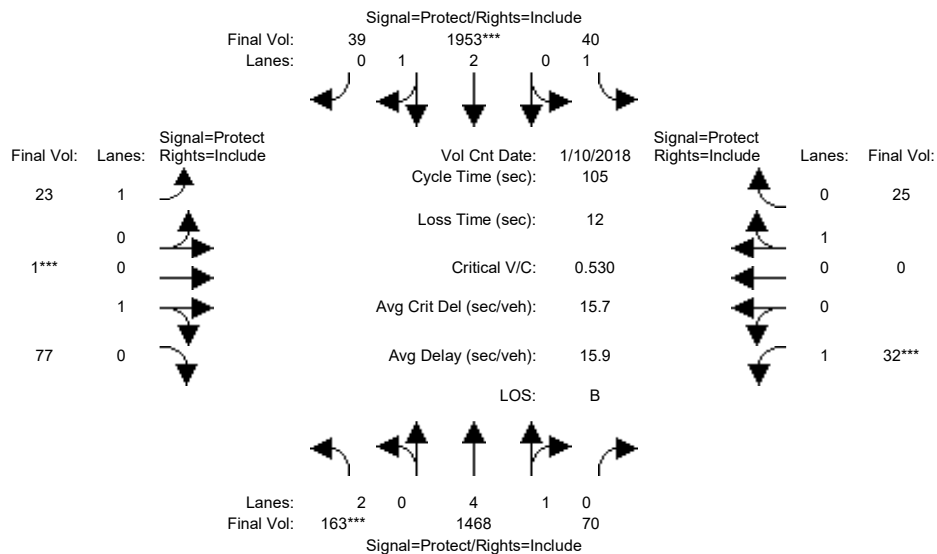 Signal=Protect/Rights=Include
Final Vol: 39 1953*** 40
Lanes: 0 1 2 0 1
Signal=Protect
Final Vol: Lanes: Rights=Include
Vol Cnt Date: 1/10/2018
Signal=Protect
Rights=Include Lanes: Final Vol:
Cycle Time (sec): 105
23 1
0 25
Loss Time (sec): 12
0
1
1*** 0
Critical V/C: 0.530
0 0
1
Avg Crit Del (sec/veh): 15.7
0
77 0
Avg Delay (sec/veh): 15.9
1 32***
LOS: B
Lanes: 2 0 4 1 0
Final Vol: 163*** 1468 70
Signal=Protect/Rights=Include